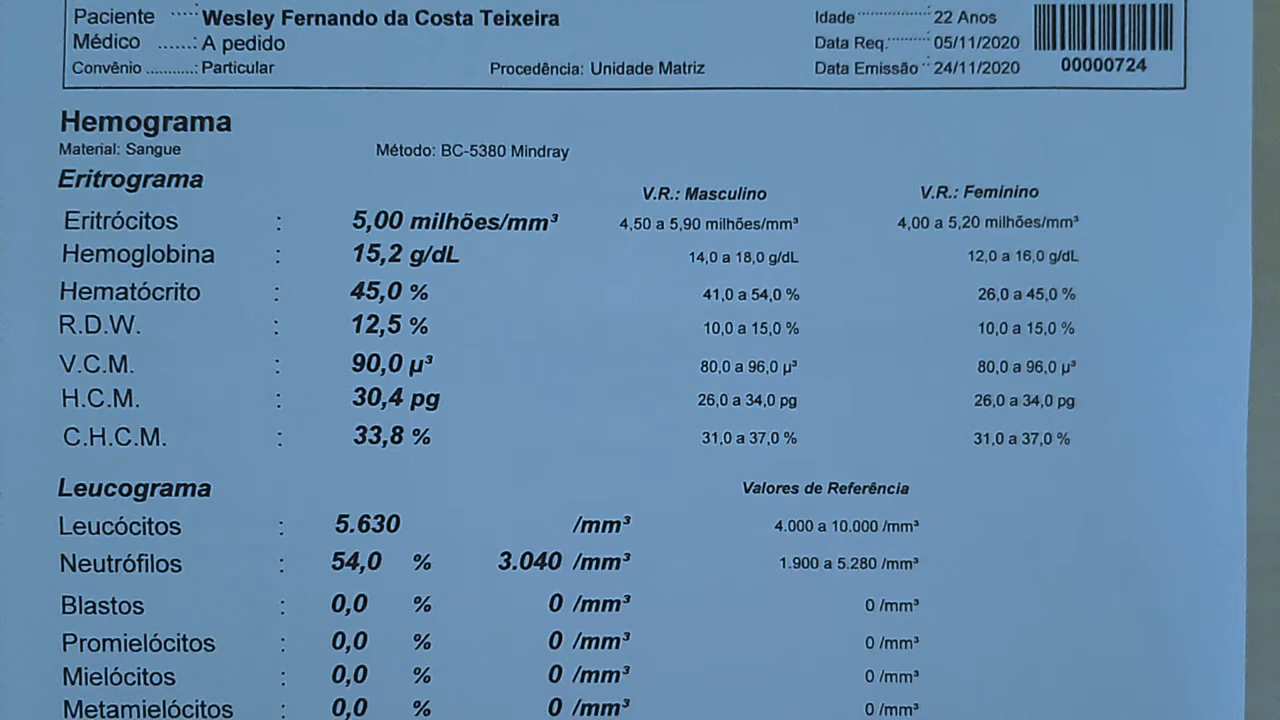 Paciente ·····: Wesley Fernando da Costa Teixeira Idade ················: 22 Anos
Médico ......: A pedido Data Req.·········: 05/11/2020
Convênio ...........: Particular Procedência: Unidade Matriz Data Emissão ··: 24/11/2020 00000724
Hemograma
Material: Sangue Método: BC-5380 Mindray
Eritrograma V.R.: Masculino V.R.: Feminino
Eritrócitos : 5,00 milhões/mm³ 4,50 a 5,90 milhões/mm³ 4,00 a 5,20 milhões/mm³
Hemoglobina : 15,2 g/dL 14,0 a 18,0 g/dL 12,0 a 16,0 g/dL
Hematócrito : 45,0 % 41,0 a 54,0 % 26,0 a 45,0 %
R.D.W. : 12,5 % 10,0 a 15,0 % 10,0 a 15,0 %
V.C.M. : 90,0 µ³ 80,0 a 96,0 µ³ 80,0 a 96,0 µ³
H.C.M. : 30,4 pg 26,0 a 34,0 pg 26,0 a 34,0 pg
C.H.C.M. : 33,8 % 31,0 a 37,0 % 31,0 a 37,0 %
Leucograma Valores de Referência
Leucócitos : 5.630 /mm³ 4.000 a 10.000 /mm³
Neutrófilos : 54,0 % 3.040 /mm³ 1.900 a 5.280 /mm³
Blastos : 0,0 % 0 /mm³ 0 /mm³
Promielócitos : 0,0 % 0 /mm³ 0 /mm³
Mielócitos : 0,0 % 0 /mm³ 0 /mm³
Metamielócitos : 0,0 % 0 /mm³ 0 /mm³